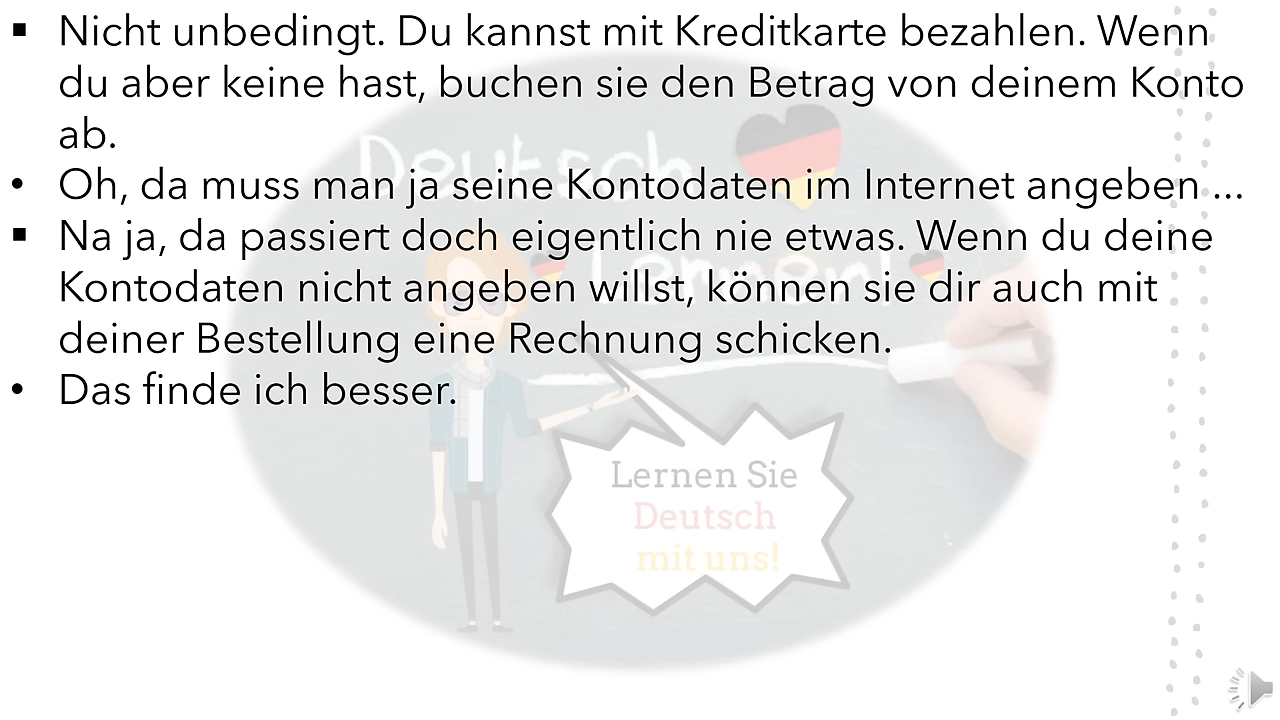 ▪ Nicht unbedingt. Du kannst mit Kreditkarte bezahlen. Wenn
du aber keine hast, buchen sie den Betrag von deinem Konto
ab.
• Oh, da muss man ja seine Kontodaten im Internet angeben ...
▪ Na ja, da passiert doch eigentlich nie etwas. Wenn du deine
Kontodaten nicht angeben willst, können sie dir auch mit
deiner Bestellung eine Rechnung schicken.
• Das finde ich besser.
Deutsch
Lernen!
Lernen Sie
Deutsch
mit uns!